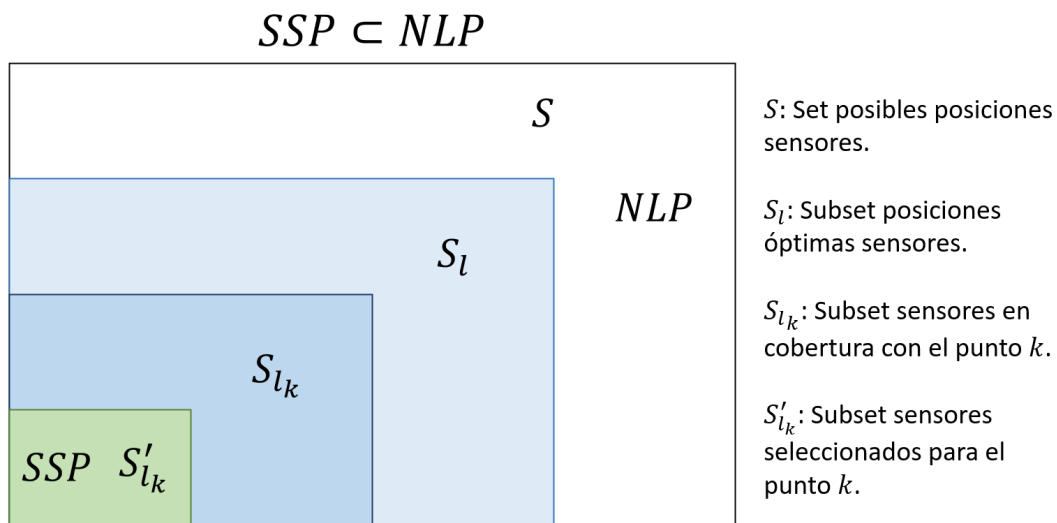 SSP ⊂ NLP
S
NLP
S_l
S_{l_k}
SSP S'_{l_k}
S: Set posibles posiciones
sensores.
S_l: Subset posiciones
óptimas sensores.
S_{l_k}: Subset sensores en
cobertura con el punto k.
S'_{l_k}: Subset sensores
seleccionados para el
punto k.